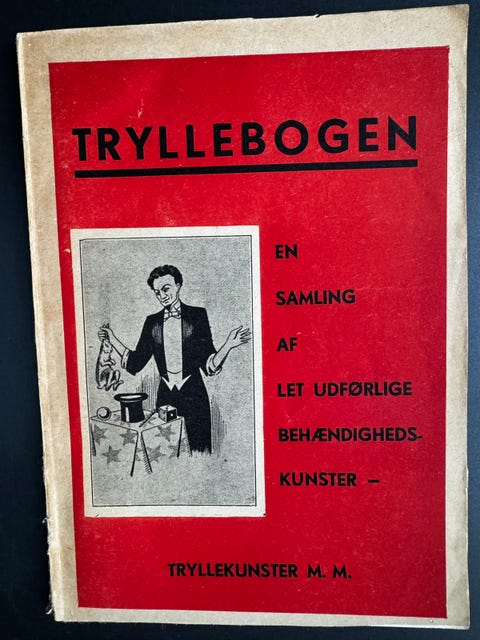 TRYLLEBOGEN
EN
SAMLING
AF
LET UDFØRLIGE
BEHÆNDIGHEDS-
KUNSTER –
TRYLLEKUNSTER M. M.